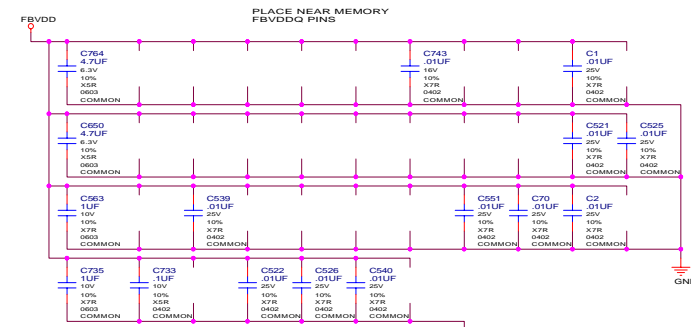 PLACE NEAR MEMORY
FBVDDQ PINS
FBVDD
C764
4.7UF
6.3V
10%
X5R
0603
COMMON
C743
.01UF
16V
10%
X7R
0402
COMMON
C1
.01UF
25V
10%
X7R
0402
COMMON
C650
4.7UF
6.3V
10%
X5R
0603
COMMON
C521
.01UF
25V
10%
X7R
0402
COMMON
C525
.01UF
25V
10%
X7R
0402
COMMON
C563
1UF
10V
10%
X7R
0603
COMMON
C539
.01UF
25V
10%
X7R
0402
COMMON
C551
.01UF
25V
10%
X7R
0402
COMMON
C70
.01UF
25V
10%
X7R
0402
COMMON
C2
.01UF
25V
10%
X7R
0402
COMMON
C735
1UF
10V
10%
X7R
0603
COMMON
C733
.1UF
10V
10%
X7R
0402
COMMON
C522
.01UF
25V
10%
X7R
0402
COMMON
C526
.01UF
25V
10%
X7R
0402
COMMON
C540
.01UF
25V
10%
X7R
0402
COMMON